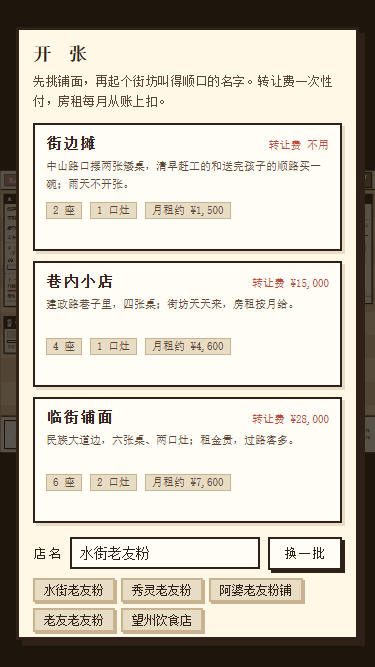 开 张
先挑铺面，再起个街坊叫得顺口的名字。转让费一次性
付，房租每月从账上扣。
街边摊
转让费 不用
中山路口摆两张矮桌，清早赶工的和送完孩子的顺路买一
碗；雨天不开张。
2 座
1 口灶
月租约 ¥1,500
巷内小店
转让费 ¥15,000
建政路巷子里，四张桌；街坊天天来，房租按月给。
4 座
1 口灶
月租约 ¥4,600
临街铺面
转让费 ¥28,000
民族大道边，六张桌、两口灶；租金贵，过路客多。
6 座
2 口灶
月租约 ¥7,600
店名
水街老友粉
换一批
水街老友粉
秀灵老友粉
阿婆老友粉铺
老友老友粉
望州饮食店